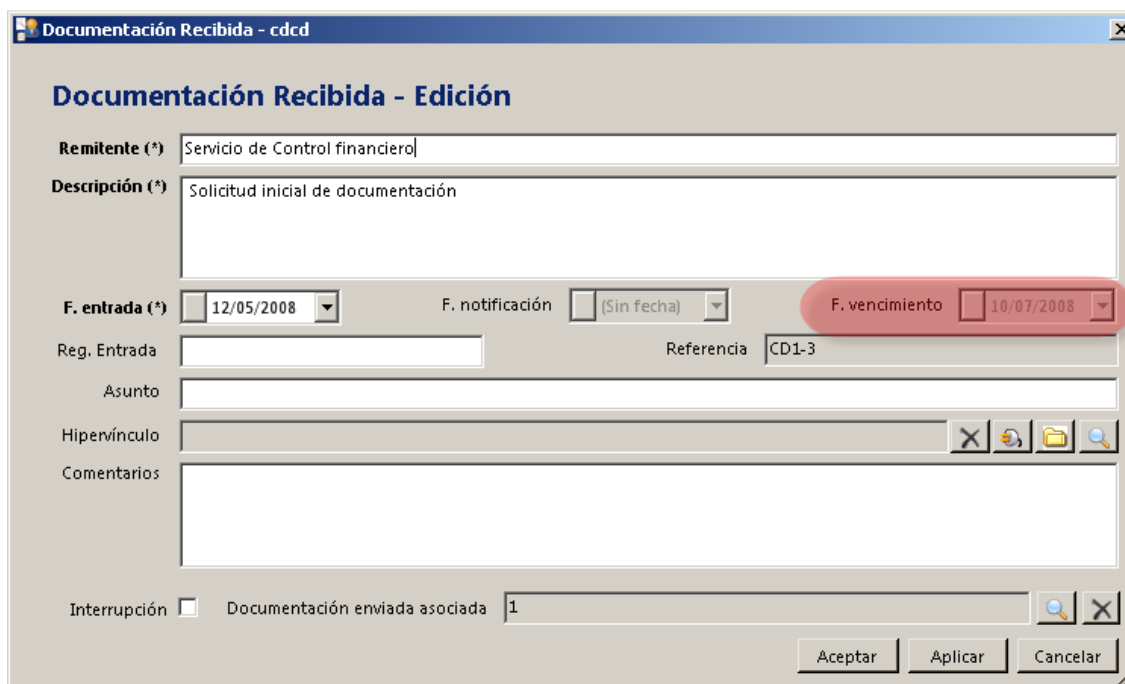 Documentación Recibida - cdcd
Documentación Recibida - Edición
Remitente (*) Servicio de Control financiero
Descripción (*) Solicitud inicial de documentación
F. entrada (*) 12/05/2008 F. notificación (Sin fecha) F. vencimiento 10/07/2008
Reg. Entrada Referencia CD1-3
Asunto
Hipervínculo
Comentarios
Interrupción Documentación enviada asociada 1
Aceptar Aplicar Cancelar